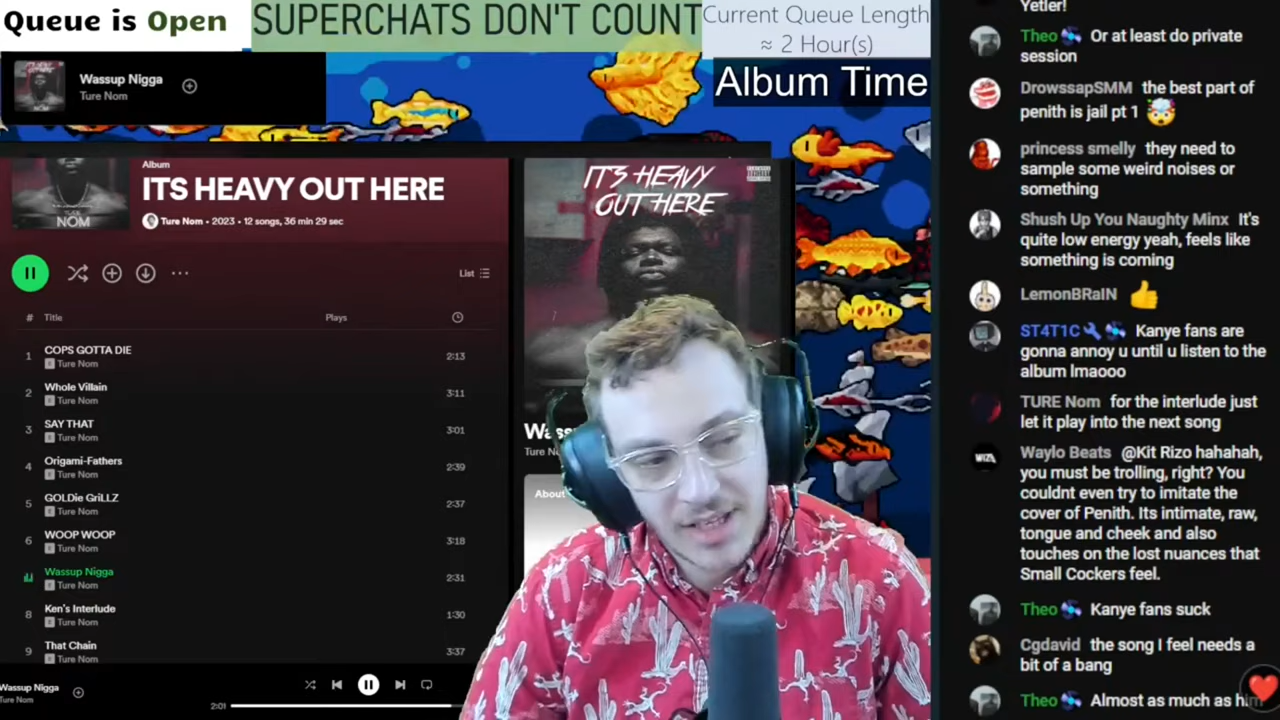 Queue is Open
SUPERCHATS DON'T COUNT
Current Queue Length
≈ 2 Hour(s)
Album Time
Wassup Nigga
Ture Nom
NOM
Album
ITS HEAVY OUT HERE
Ture Nom • 2023 • 12 songs, 36 min 29 sec
List
# Title Plays
1 COPS GOTTA DIE 2:13
E Ture Nom
2 Whole Villain 3:11
E Ture Nom
3 SAY THAT 3:01
E Ture Nom
4 Origami-Fathers 2:39
E Ture Nom
5 GOLDie GriLLZ 2:37
E Ture Nom
6 WOOP WOOP 3:18
E Ture Nom
Wassup Nigga 2:31
E Ture Nom
8 Ken's Interlude 1:30
E Ture Nom
9 That Chain 3:37
E Ture Nom
Wassup Nigga
Ture Nom
2:01
IT'S HEAVY
OUT HERE
Was
Ture N
About
Yetler!
Theo Or at least do private
session
DrowssapSMM the best part of
penith is jail pt 1
princess smelly they need to
sample some weird noises or
something
Shush Up You Naughty Minx It's
quite low energy yeah, feels like
something is coming
LemonBRaIN
ST4T1C Kanye fans are
gonna annoy u until u listen to the
album lmaooo
TURE Nom for the interlude just
let it play into the next song
Waylo Beats @Kit Rizo hahahah,
you must be trolling, right? You
couldnt even try to imitate the
cover of Penith. Its intimate, raw,
tongue and cheek and also
touches on the lost nuances that
Small Cockers feel.
Theo Kanye fans suck
Cgdavid the song I feel needs a
bit of a bang
Theo Almost as much as him